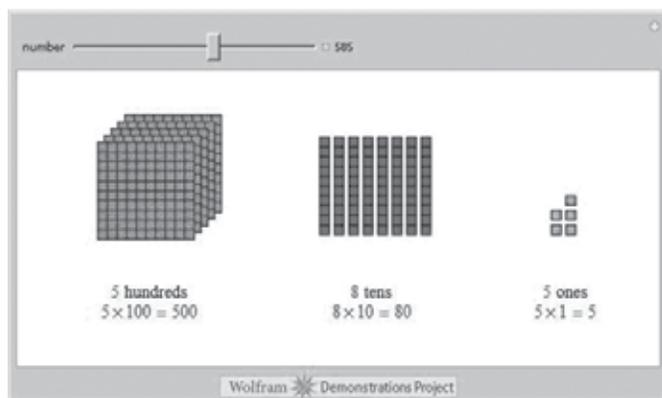 number 585
5 hundreds 8 tens 5 ones
5×100 = 500 8×10 = 80 5×1 = 5
Wolfram Demonstrations Project